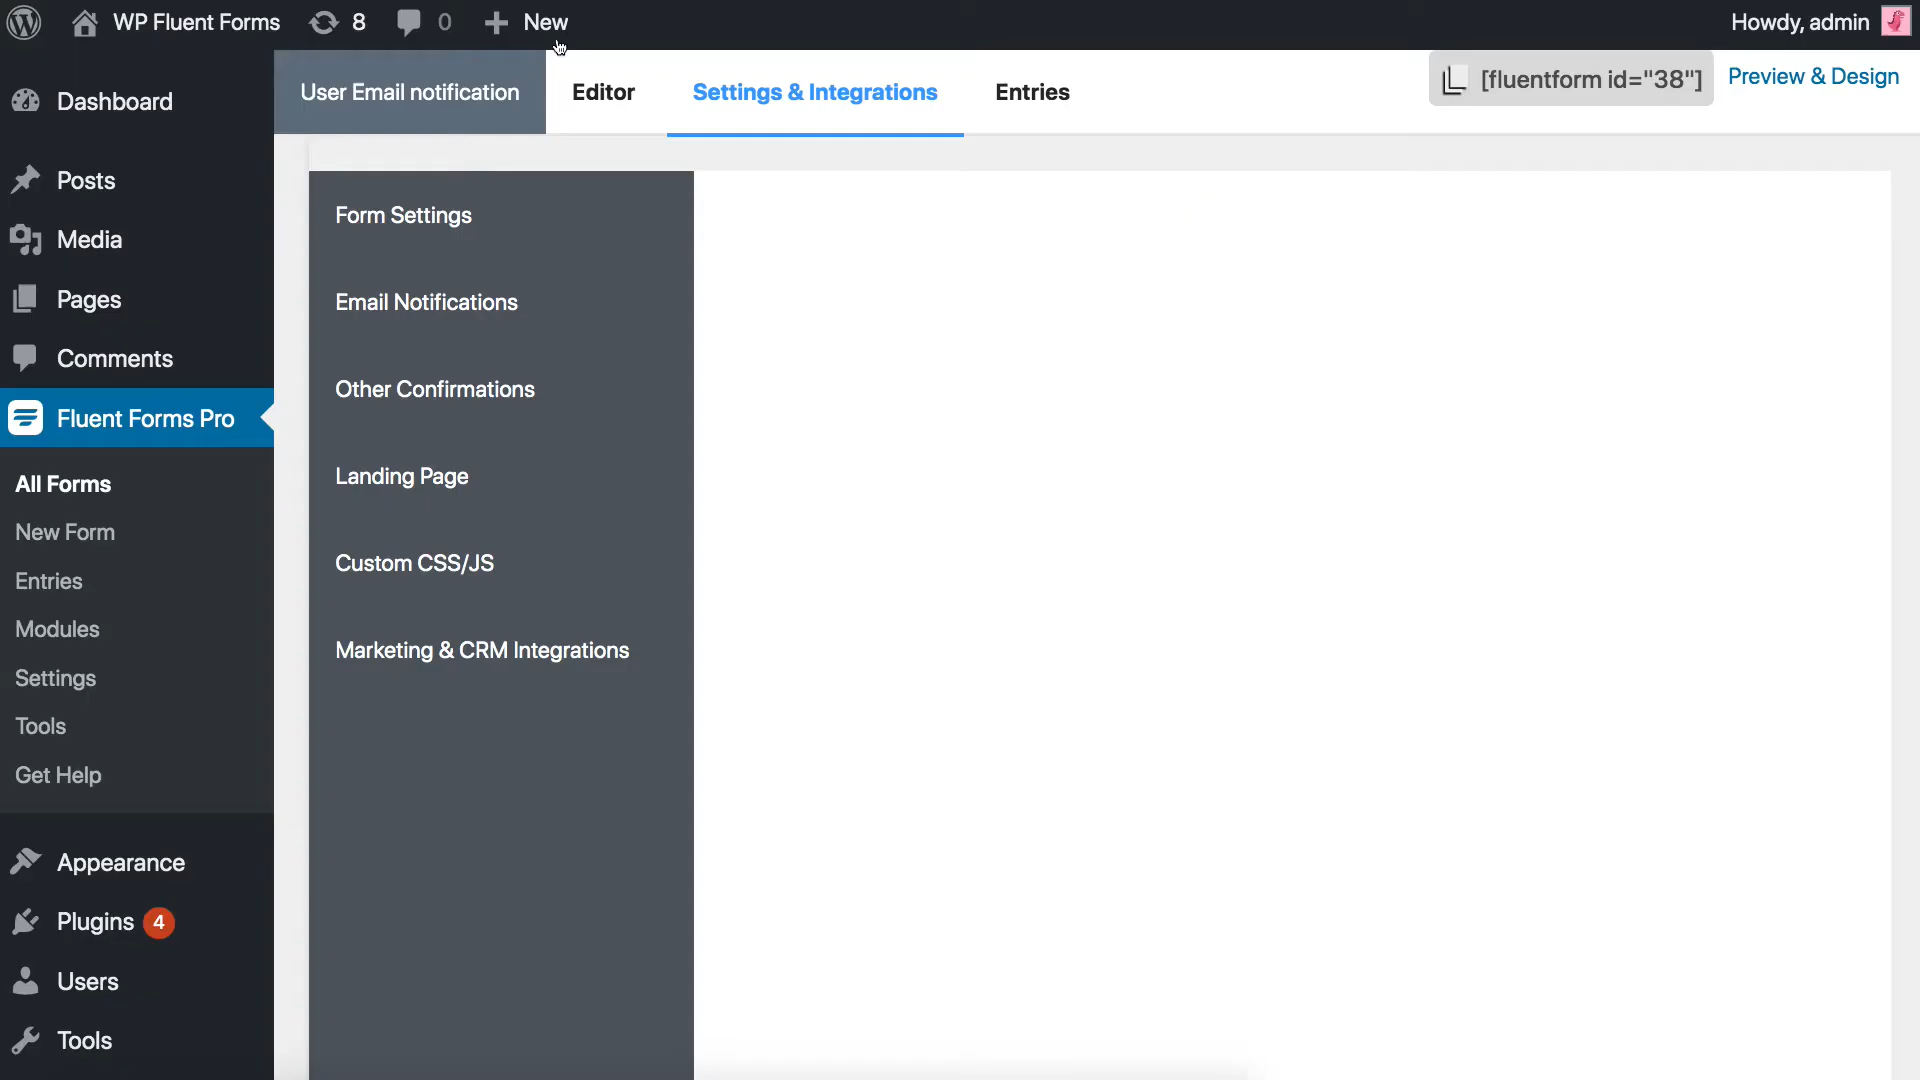 WP Fluent Forms 8 0 + New Howdy, admin
User Email notification Editor Settings & Integrations Entries [fluentform id="38"] Preview & Design
Dashboard
Posts
Media
Pages
Comments
Fluent Forms Pro
All Forms
New Form
Entries
Modules
Settings
Tools
Get Help
Appearance
Plugins 4
Users
Tools
Form Settings
Email Notifications
Other Confirmations
Landing Page
Custom CSS/JS
Marketing & CRM Integrations